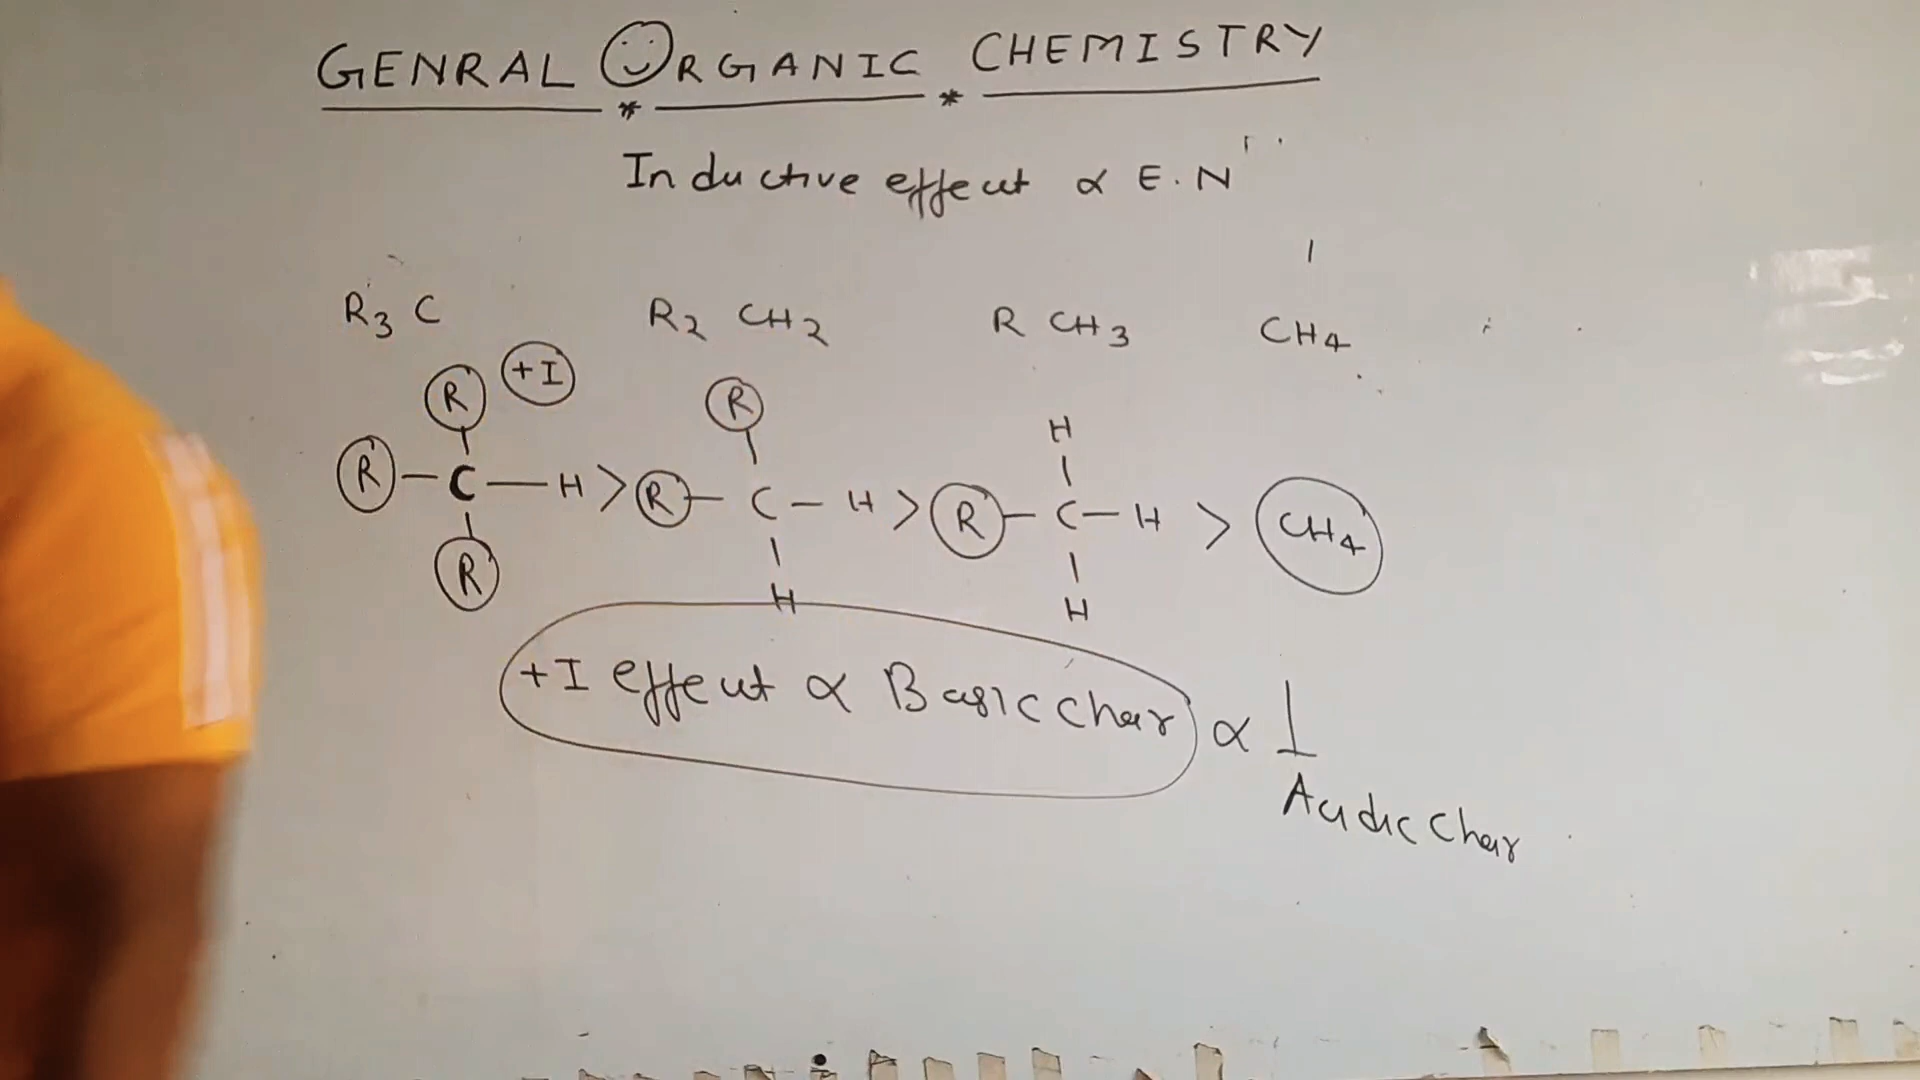 GENRAL ORGANIC CHEMISTRY
Inductive effect ∝ E.N
R₃ C R₂ CH₂ R CH₃ CH₄
+I
R R H
R–C–H > R–C–H > R–C–H > CH₄
R H H
+I effect ∝ Basic char ∝ 1
Acidic char